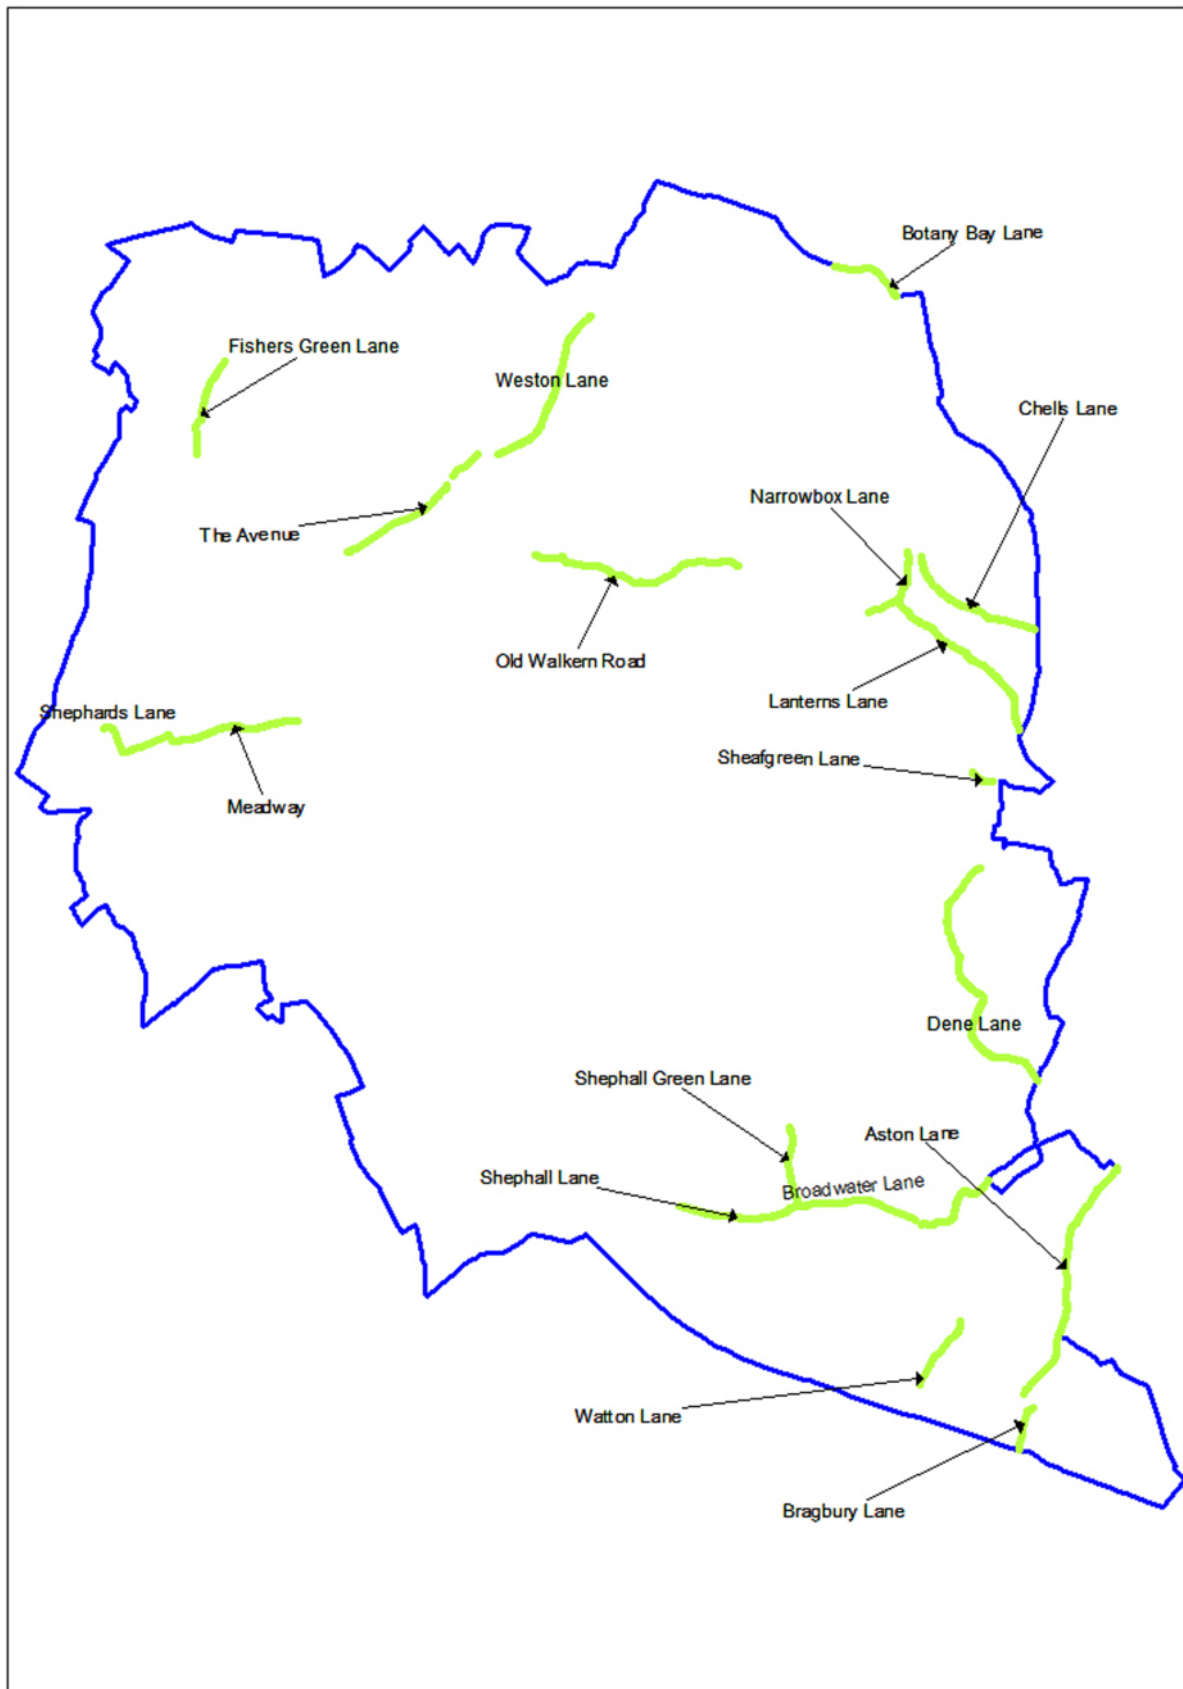 Botany Bay Lane
Fishers Green Lane
Weston Lane
Chells Lane
Narrowbox Lane
The Avenue
Old Walkern Road
Lanterns Lane
Shephards Lane
Sheafgreen Lane
Meadway
Dene Lane
Shephall Green Lane
Aston Lane
Shephall Lane
Broadwater Lane
Watton Lane
Bragbury Lane